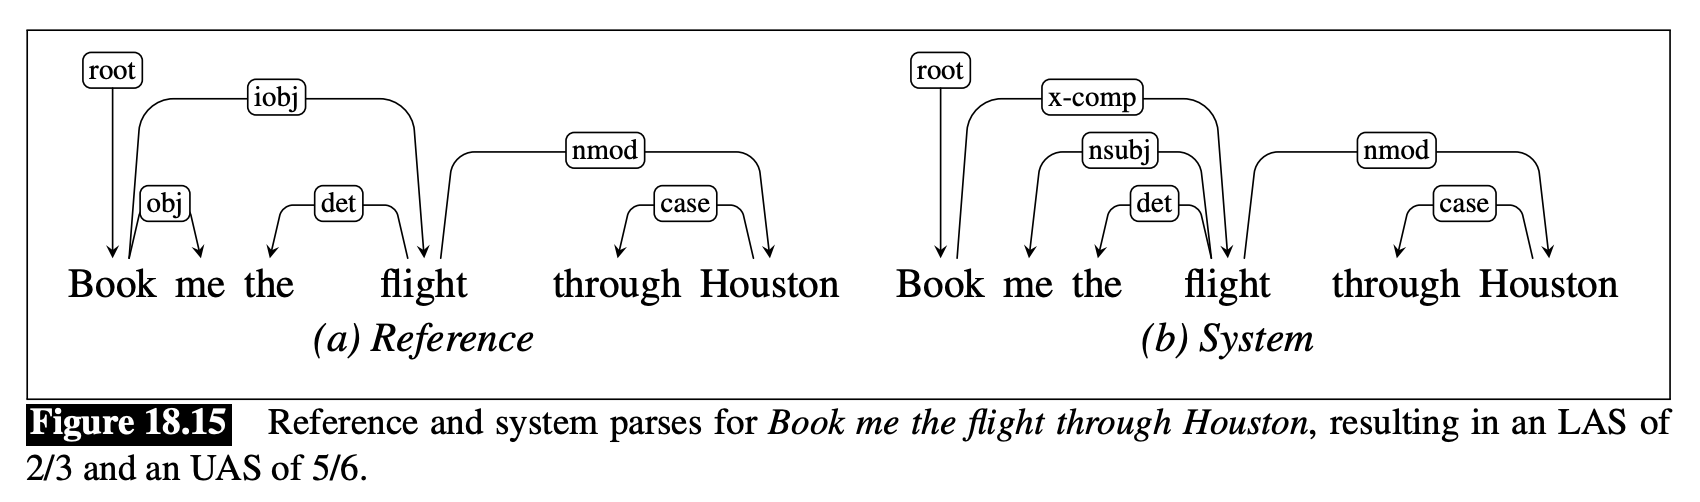 root root
iobj x-comp
nmod nsubj nmod
obj det case det case
Book me the flight through Houston Book me the flight through Houston
(a) Reference (b) System
Figure 18.15 Reference and system parses for Book me the flight through Houston, resulting in an LAS of
2/3 and an UAS of 5/6.